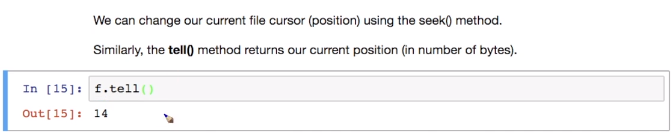 We can change our current file cursor (position) using the seek() method.
Similarly, the tell() method returns our current position (in number of bytes).
In [15]: f.tell()
Out[15]: 14